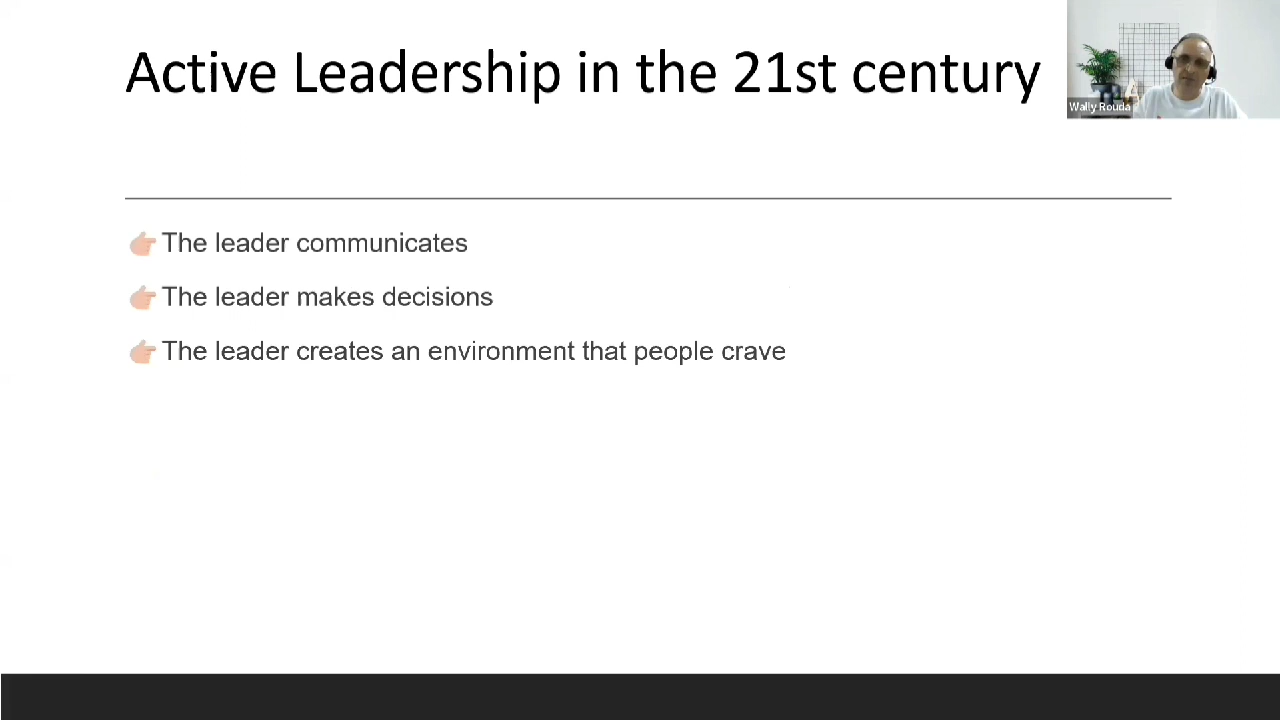 Active Leadership in the 21st century
Wally Rouda
👉The leader communicates
👉The leader makes decisions
👉The leader creates an environment that people crave